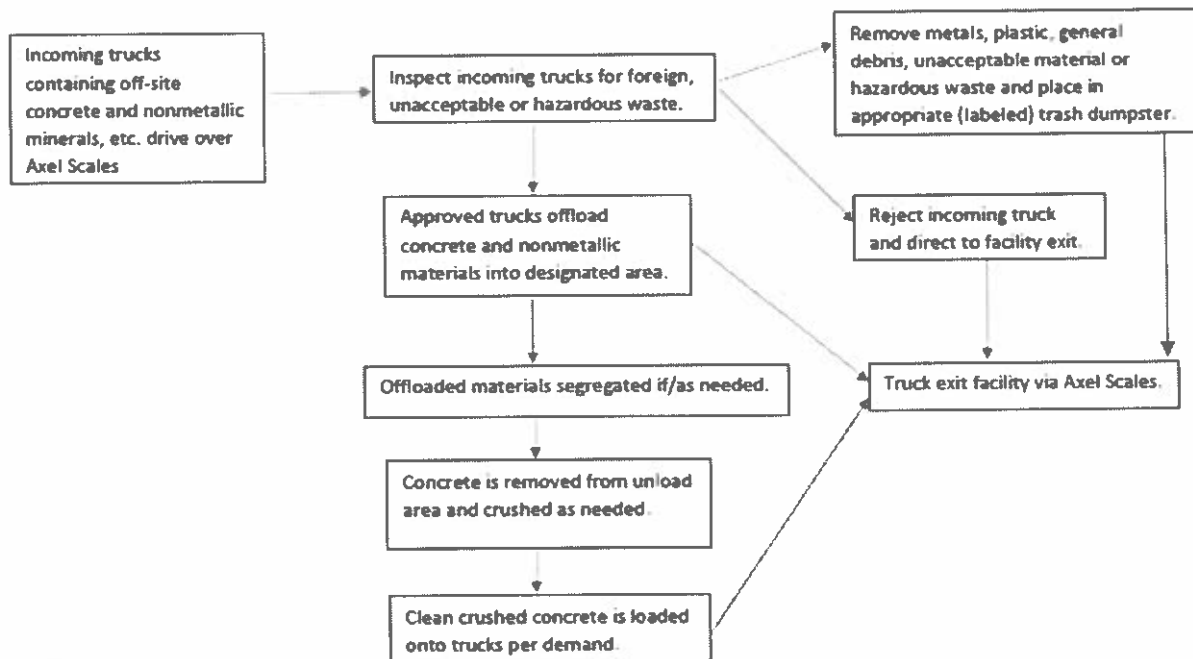 Incoming trucks
containing off-site
concrete and nonmetallic
minerals, etc. drive over
Axel Scales
Inspect incoming trucks for foreign,
unacceptable or hazardous waste.
Remove metals, plastic, general
debris, unacceptable material or
hazardous waste and place in
appropriate (labeled) trash dumpster.
Approved trucks offload
concrete and nonmetallic
materials into designated area.
Reject incoming truck
and direct to facility exit.
Offloaded materials segregated if/as needed.
Truck exit facility via Axel Scales.
Concrete is removed from unload
area and crushed as needed.
Clean crushed concrete is loaded
onto trucks per demand.